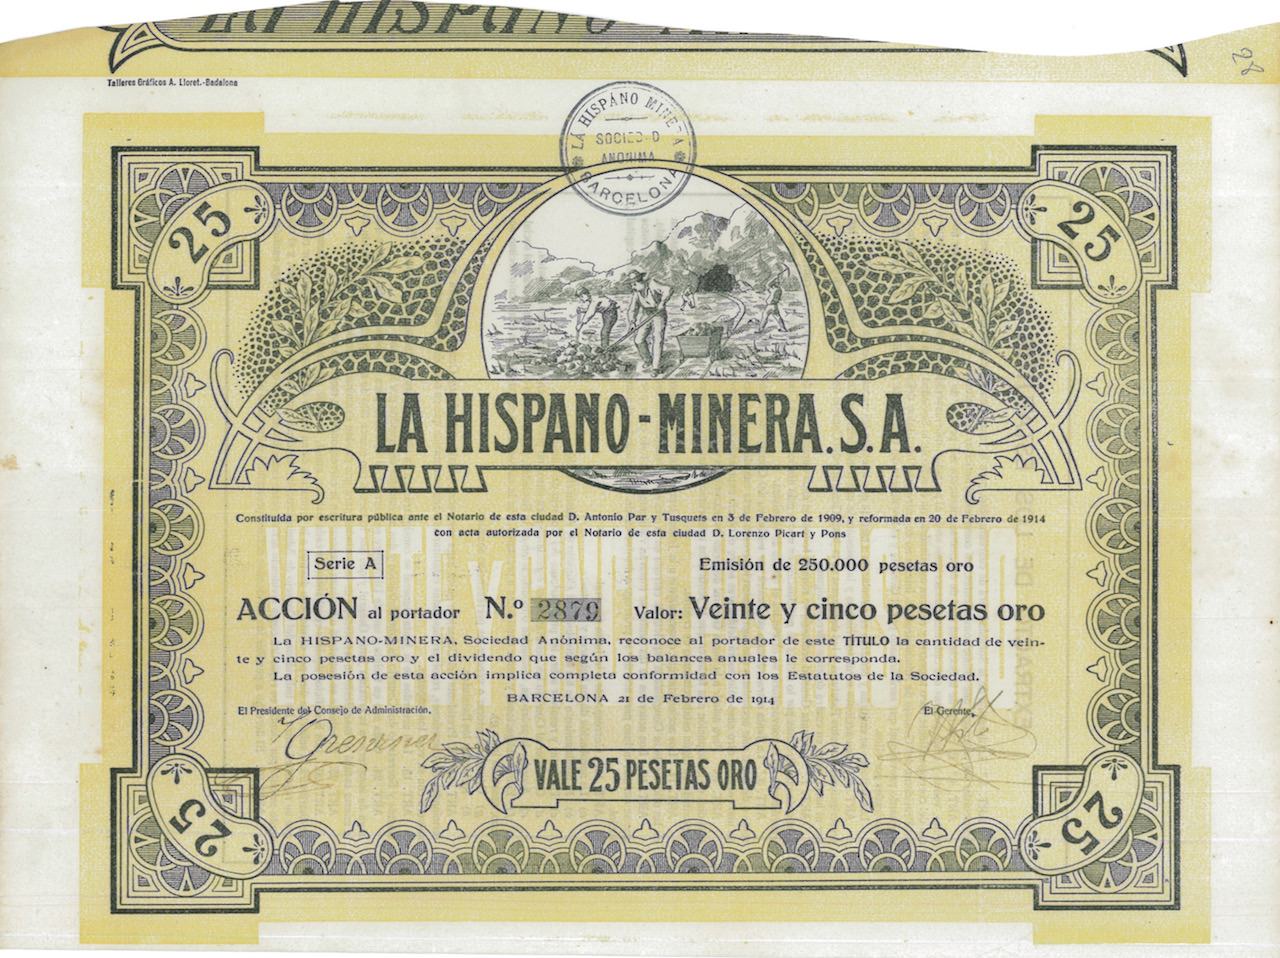 LA HISPANO
Talleres Gráficos A. Lloret.-Badalona
LA HISPANO MINERA
SOCIEDAD
ANONIMA
BARCELONA
25
25
LA HISPANO-MINERA. S. A.
Constituída por escritura pública ante el Notario de esta ciudad D. Antonio Par y Tusquets en 3 de Febrero de 1909, y reformada en 20 de Febrero de 1914
con acta autorizada por el Notario de esta ciudad D. Lorenzo Picart y Pons
Serie A
Emisión de 250.000 pesetas oro
ACCIÓN al portador N.º 2879 Valor: Veinte y cinco pesetas oro
La HISPANO-MINERA, Sociedad Anónima, reconoce al portador de este TÍTULO la cantidad de vein-
te y cinco pesetas oro y el dividendo que según los balances anuales le corresponda.
La posesión de esta acción implica completa conformidad con los Estatutos de la Sociedad.
BARCELONA 21 de Febrero de 1914
El Presidente del Consejo de Administración,
El Gerente,
VALE 25 PESETAS ORO
25
25